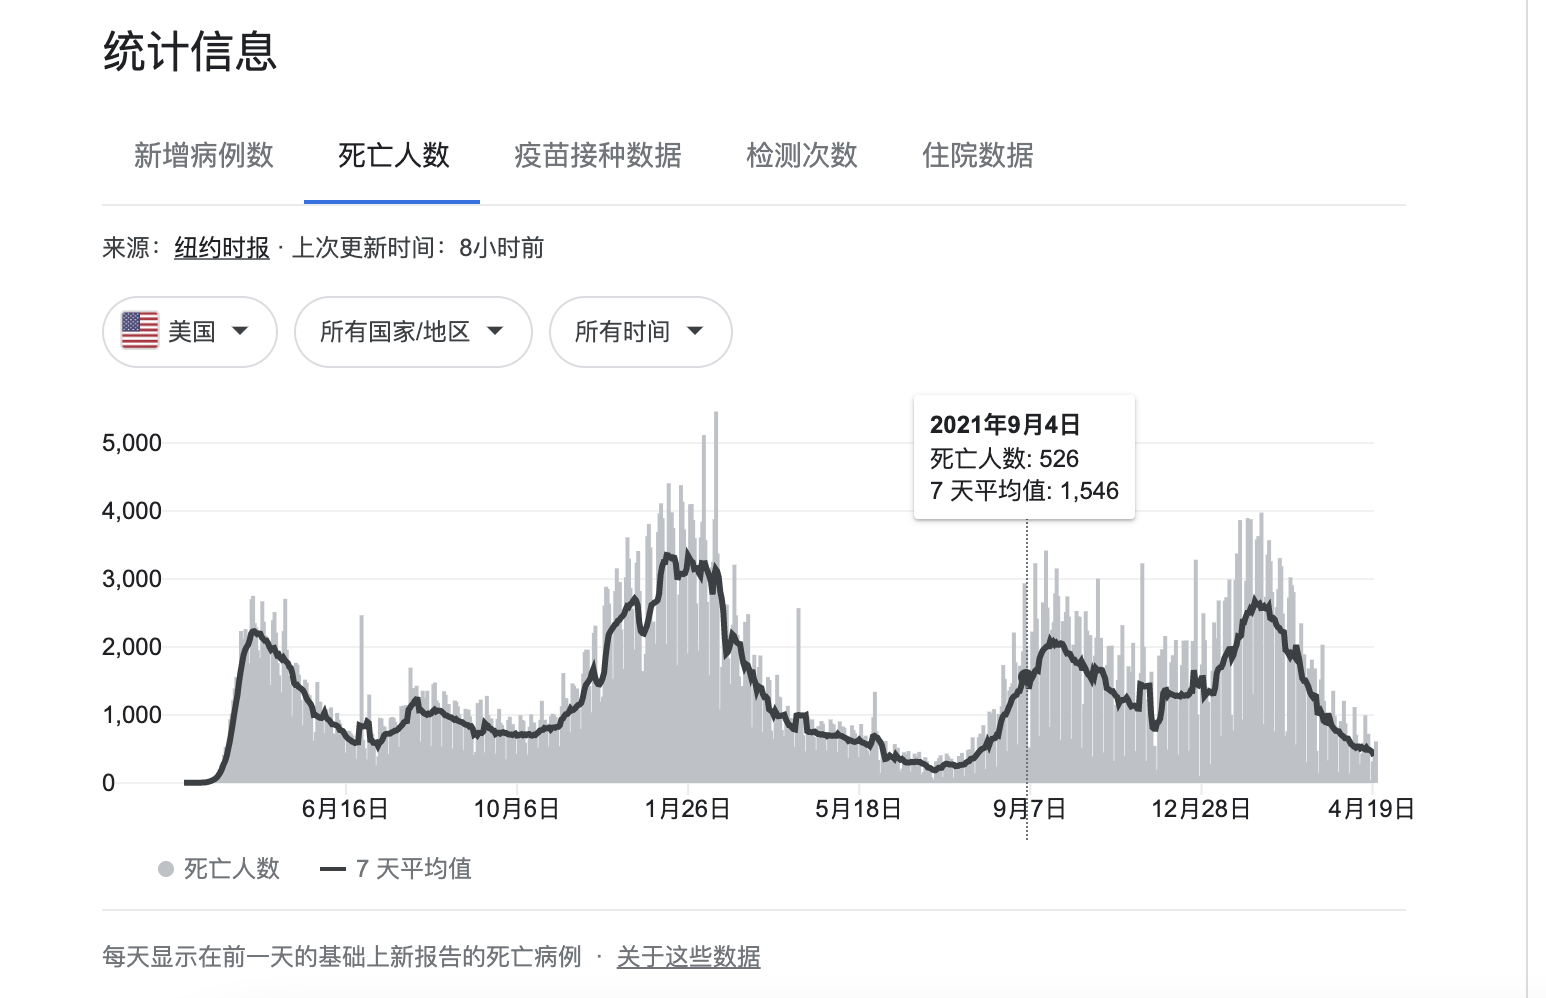 统计信息
新增病例数 死亡人数 疫苗接种数据 检测次数 住院数据
来源：纽约时报 · 上次更新时间：8小时前
美国 所有国家/地区 所有时间
2021年9月4日
死亡人数: 526
7 天平均值: 1,546
5,000
4,000
3,000
2,000
1,000
0
6月16日 10月6日 1月26日 5月18日 9月7日 12月28日 4月19日
死亡人数 7 天平均值
每天显示在前一天的基础上新报告的死亡病例 · 关于这些数据